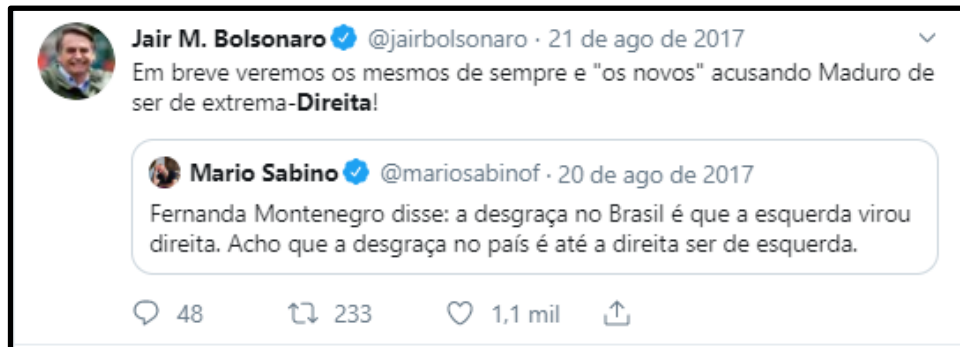 Jair M. Bolsonaro @jairbolsonaro · 21 de ago de 2017
Em breve veremos os mesmos de sempre e "os novos" acusando Maduro de
ser de extrema-Direita!
Mario Sabino @mariosabinof · 20 de ago de 2017
Fernanda Montenegro disse: a desgraça no Brasil é que a esquerda virou
direita. Acho que a desgraça no país é até a direita ser de esquerda.
48 233 1,1 mil